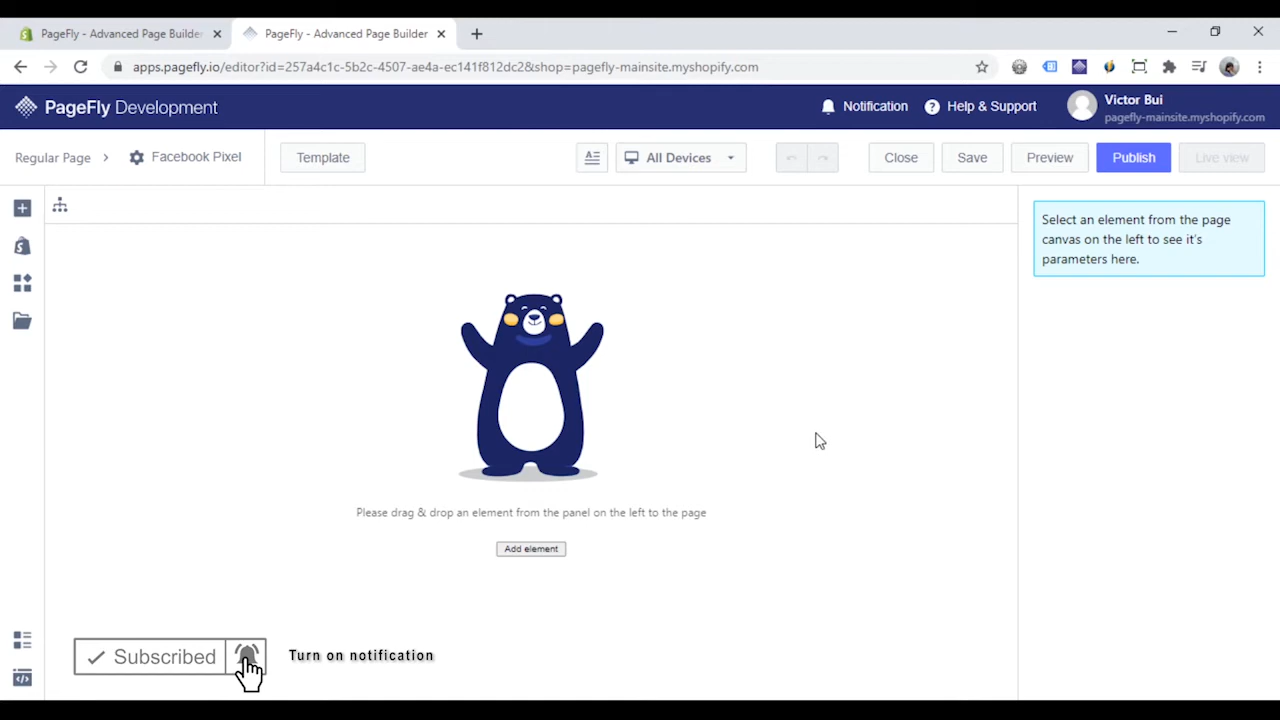 PageFly - Advanced Page Builder
PageFly - Advanced Page Builder
apps.pagefly.io/editor?id=257a4c1c-5b2c-4507-ae4a-ec141f812dc2&shop=pagefly-mainsite.myshopify.com
PageFly Development
Notification
Help & Support
Victor Bui
pagefly-mainsite.myshopify.com
Regular Page
Facebook Pixel
Template
All Devices
Close
Save
Preview
Publish
Live view
Select an element from the page
canvas on the left to see it's
parameters here.
Please drag & drop an element from the panel on the left to the page
Add element
Subscribed
Turn on notification